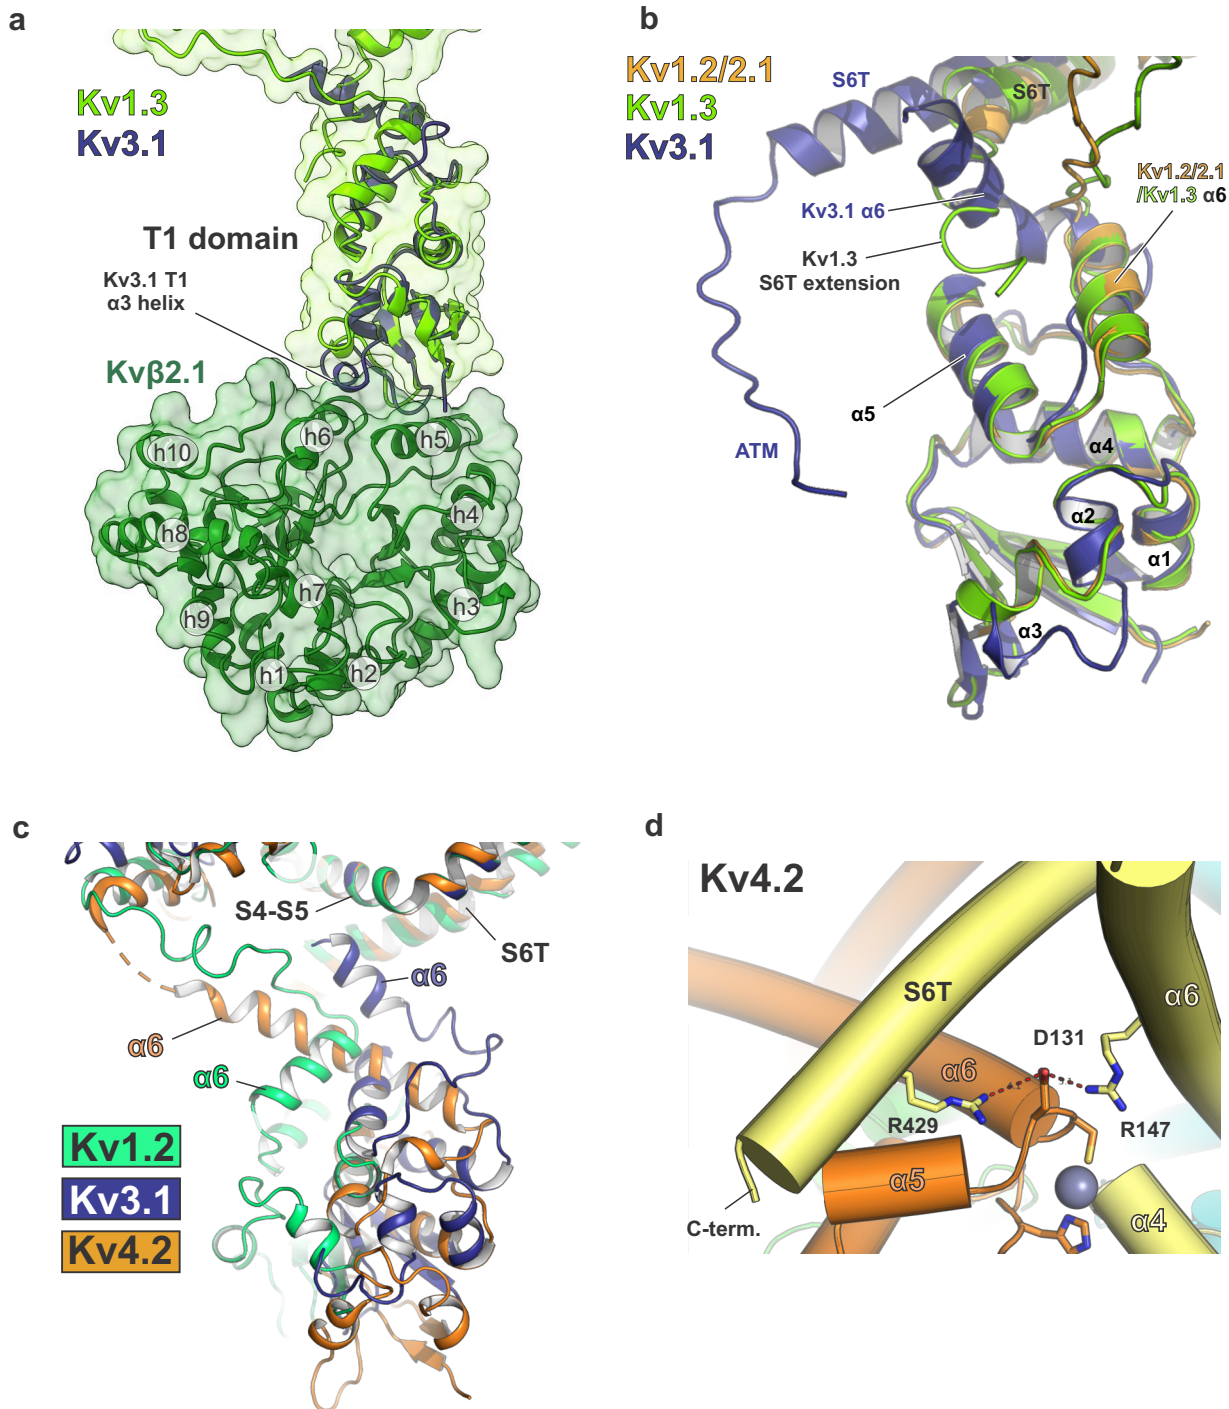 a
Kv1.3
Kv3.1
T1 domain
Kv3.1 T1
α3 helix
Kvβ2.1
h10
h6
h5
h8
h4
h7
h9
h3
h1
h2
b
Kv1.2/2.1
Kv1.3
Kv3.1
S6T
S6T
Kv1.2/2.1
/Kv1.3 α6
Kv3.1 α6
Kv1.3
S6T extension
α5
ATM
α4
α2
α1
α3
c
S4-S5
S6T
α6
α6
α6
Kv1.2
Kv3.1
Kv4.2
d
Kv4.2
S6T
α6
D131
α6
R429
R147
α5
α4
C-term.